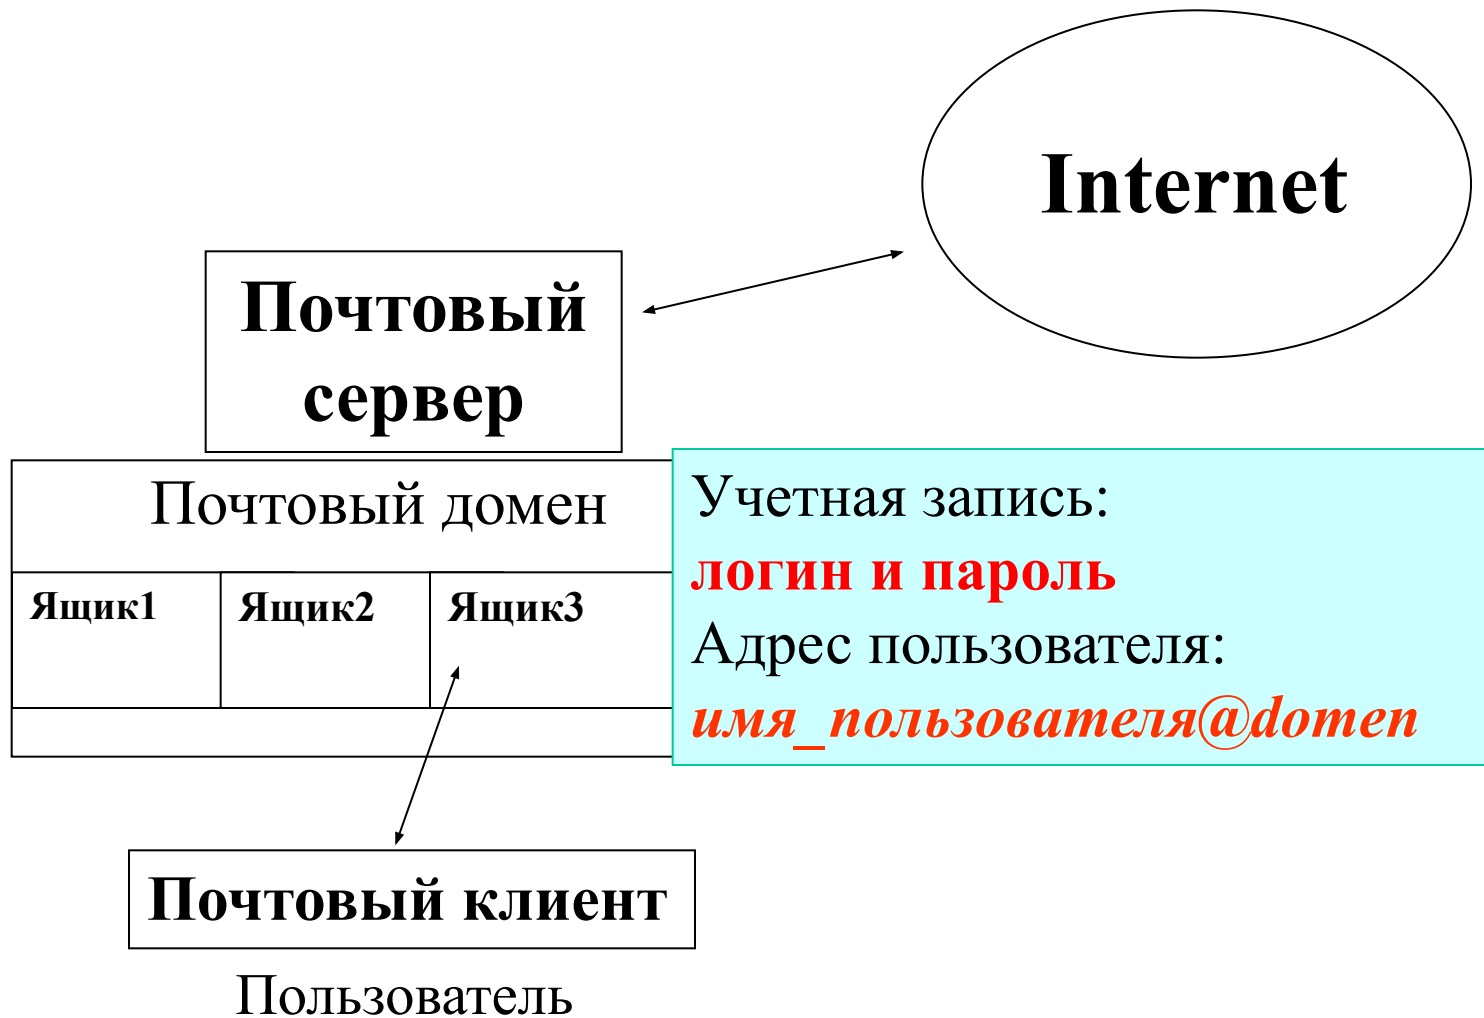 Internet
Почтовый
сервер
Почтовый домен
Ящик1
Ящик2
Ящик3
Учетная запись:
логин и пароль
Адрес пользователя:
имя_пользователя@domen
Почтовый клиент
Пользователь